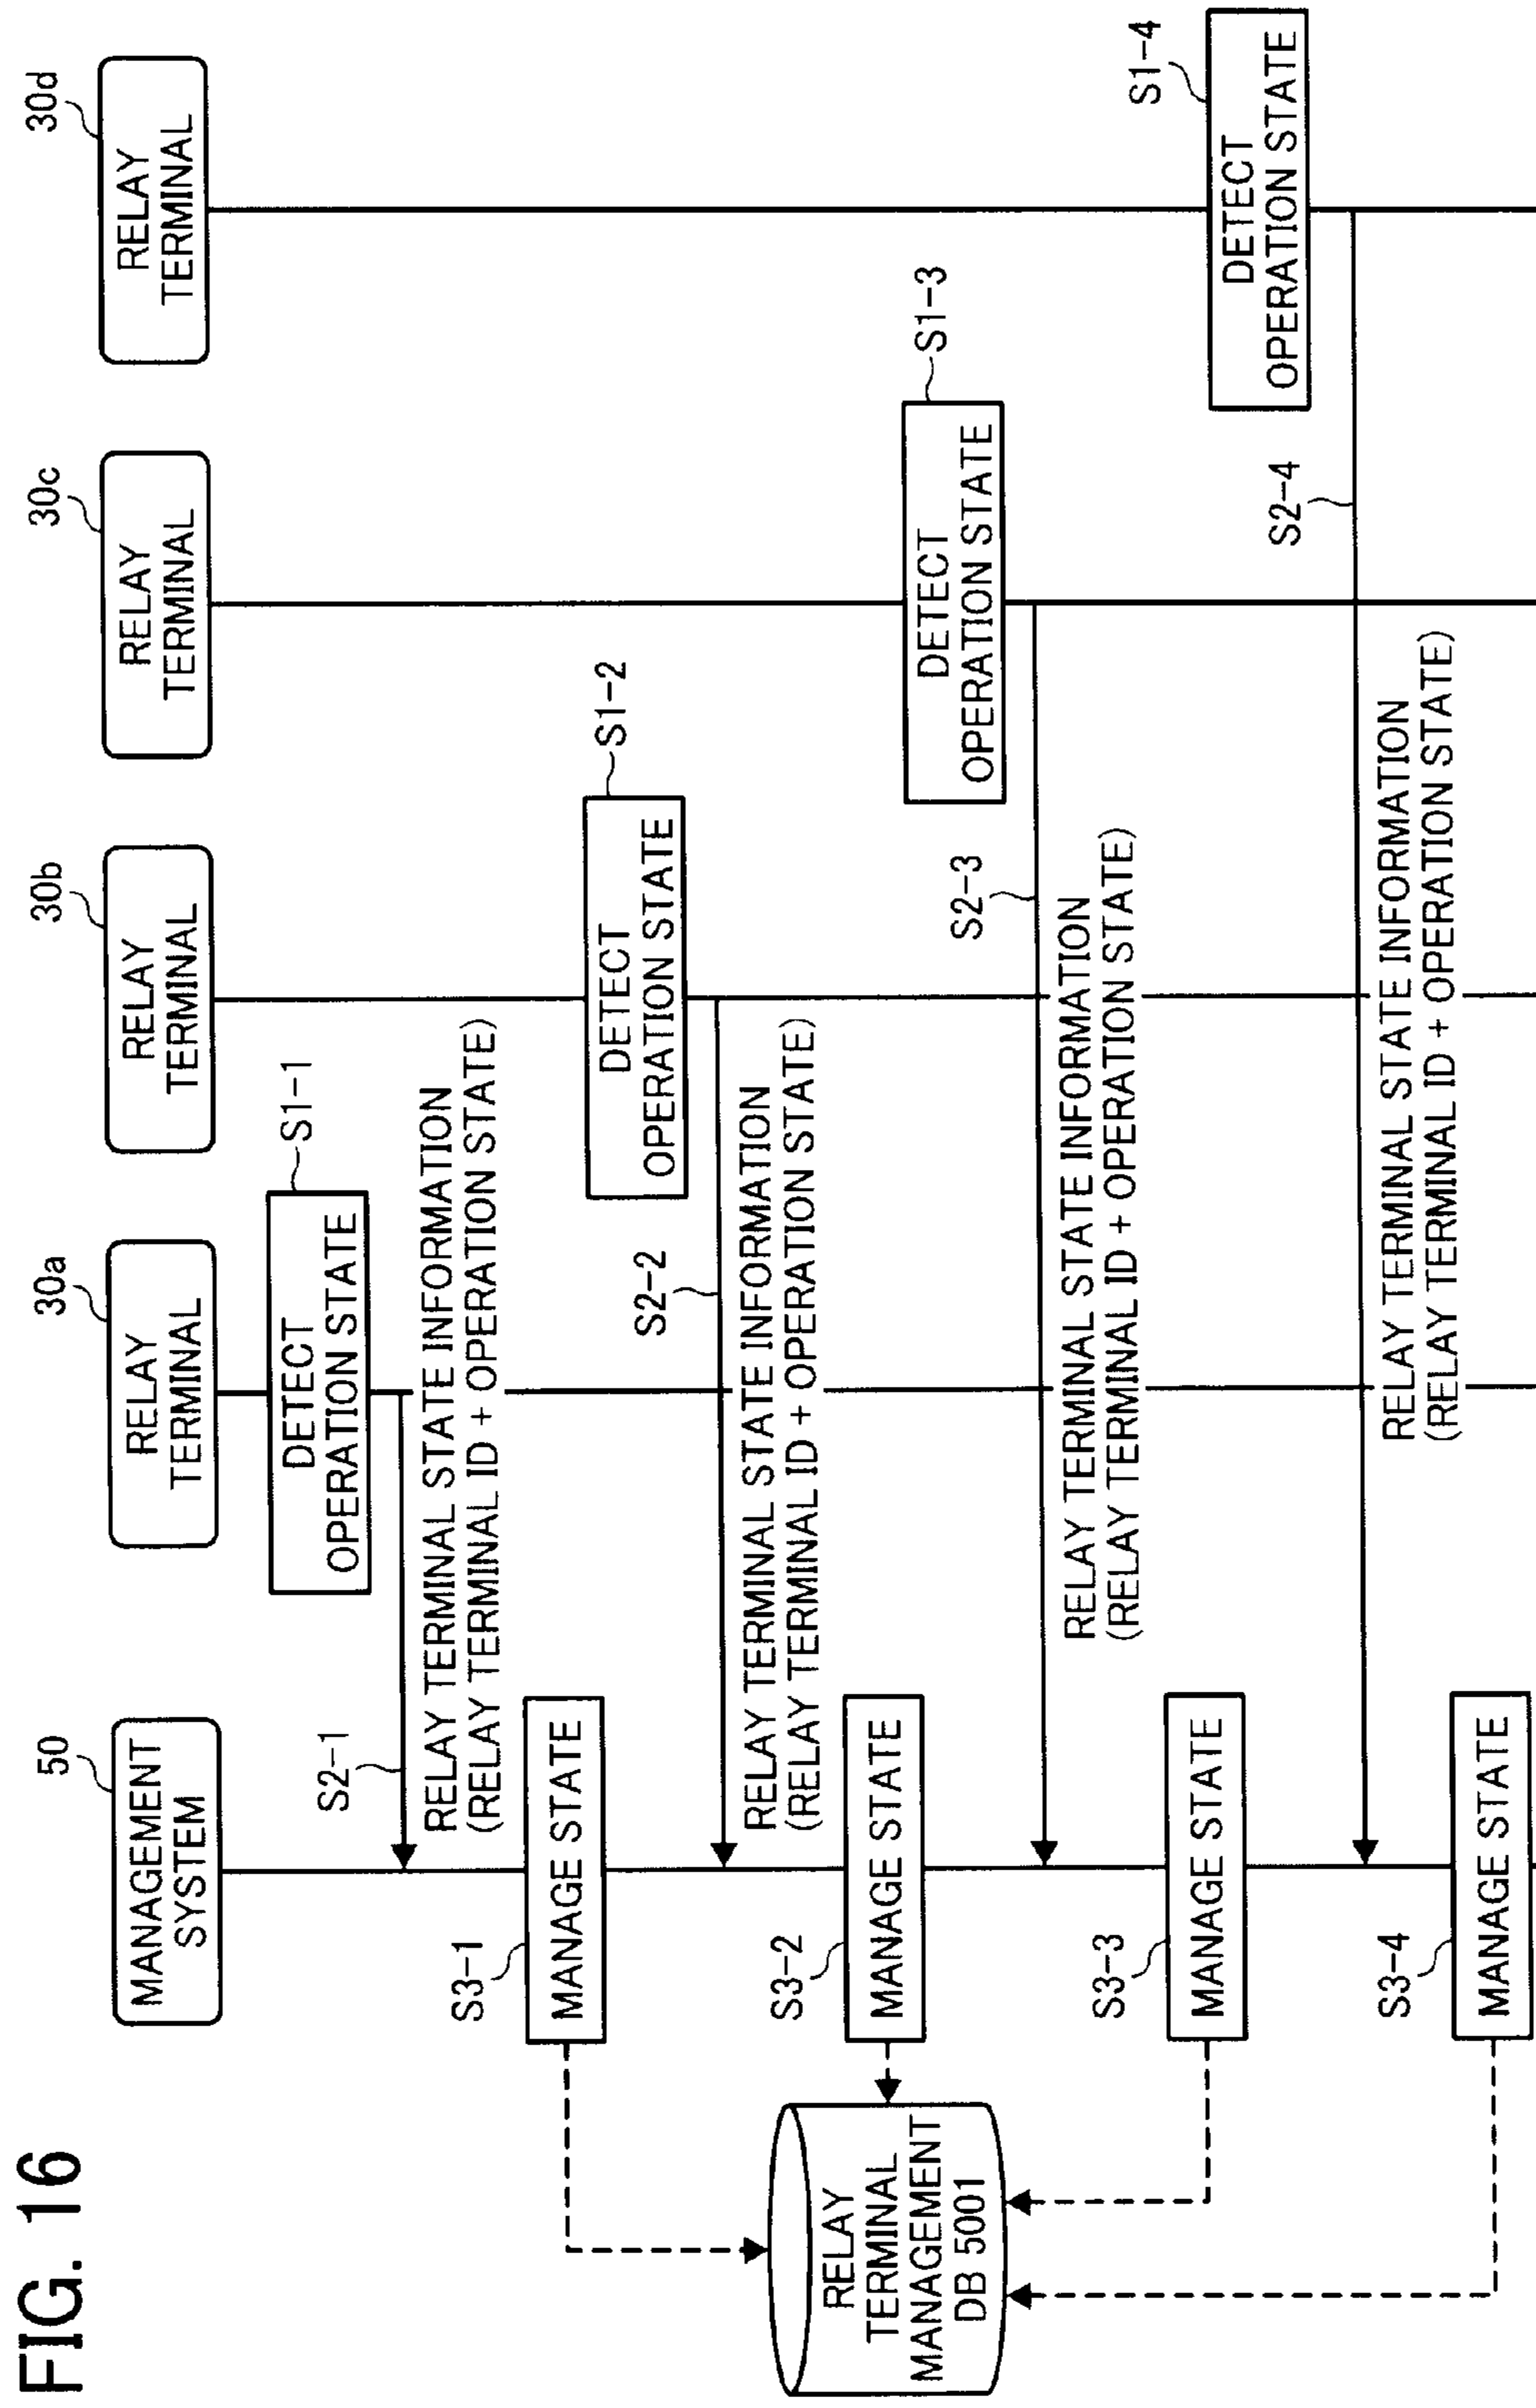 FIG. 16
50
MANAGEMENT
SYSTEM
30a
RELAY
TERMINAL
30b
RELAY
TERMINAL
30c
RELAY
TERMINAL
30d
RELAY
TERMINAL
DETECT
OPERATION STATE
S1-1
S2-1
RELAY TERMINAL STATE INFORMATION
(RELAY TERMINAL ID + OPERATION STATE)
S3-1
MANAGE STATE
DETECT
OPERATION STATE
S1-2
S2-2
RELAY TERMINAL STATE INFORMATION
(RELAY TERMINAL ID + OPERATION STATE)
S3-2
MANAGE STATE
RELAY
TERMINAL
MANAGEMENT
DB 5001
DETECT
OPERATION STATE
S1-3
S2-3
RELAY TERMINAL STATE INFORMATION
(RELAY TERMINAL ID + OPERATION STATE)
S3-3
MANAGE STATE
DETECT
OPERATION STATE
S1-4
S2-4
RELAY TERMINAL STATE INFORMATION
(RELAY TERMINAL ID + OPERATION STATE)
S3-4
MANAGE STATE